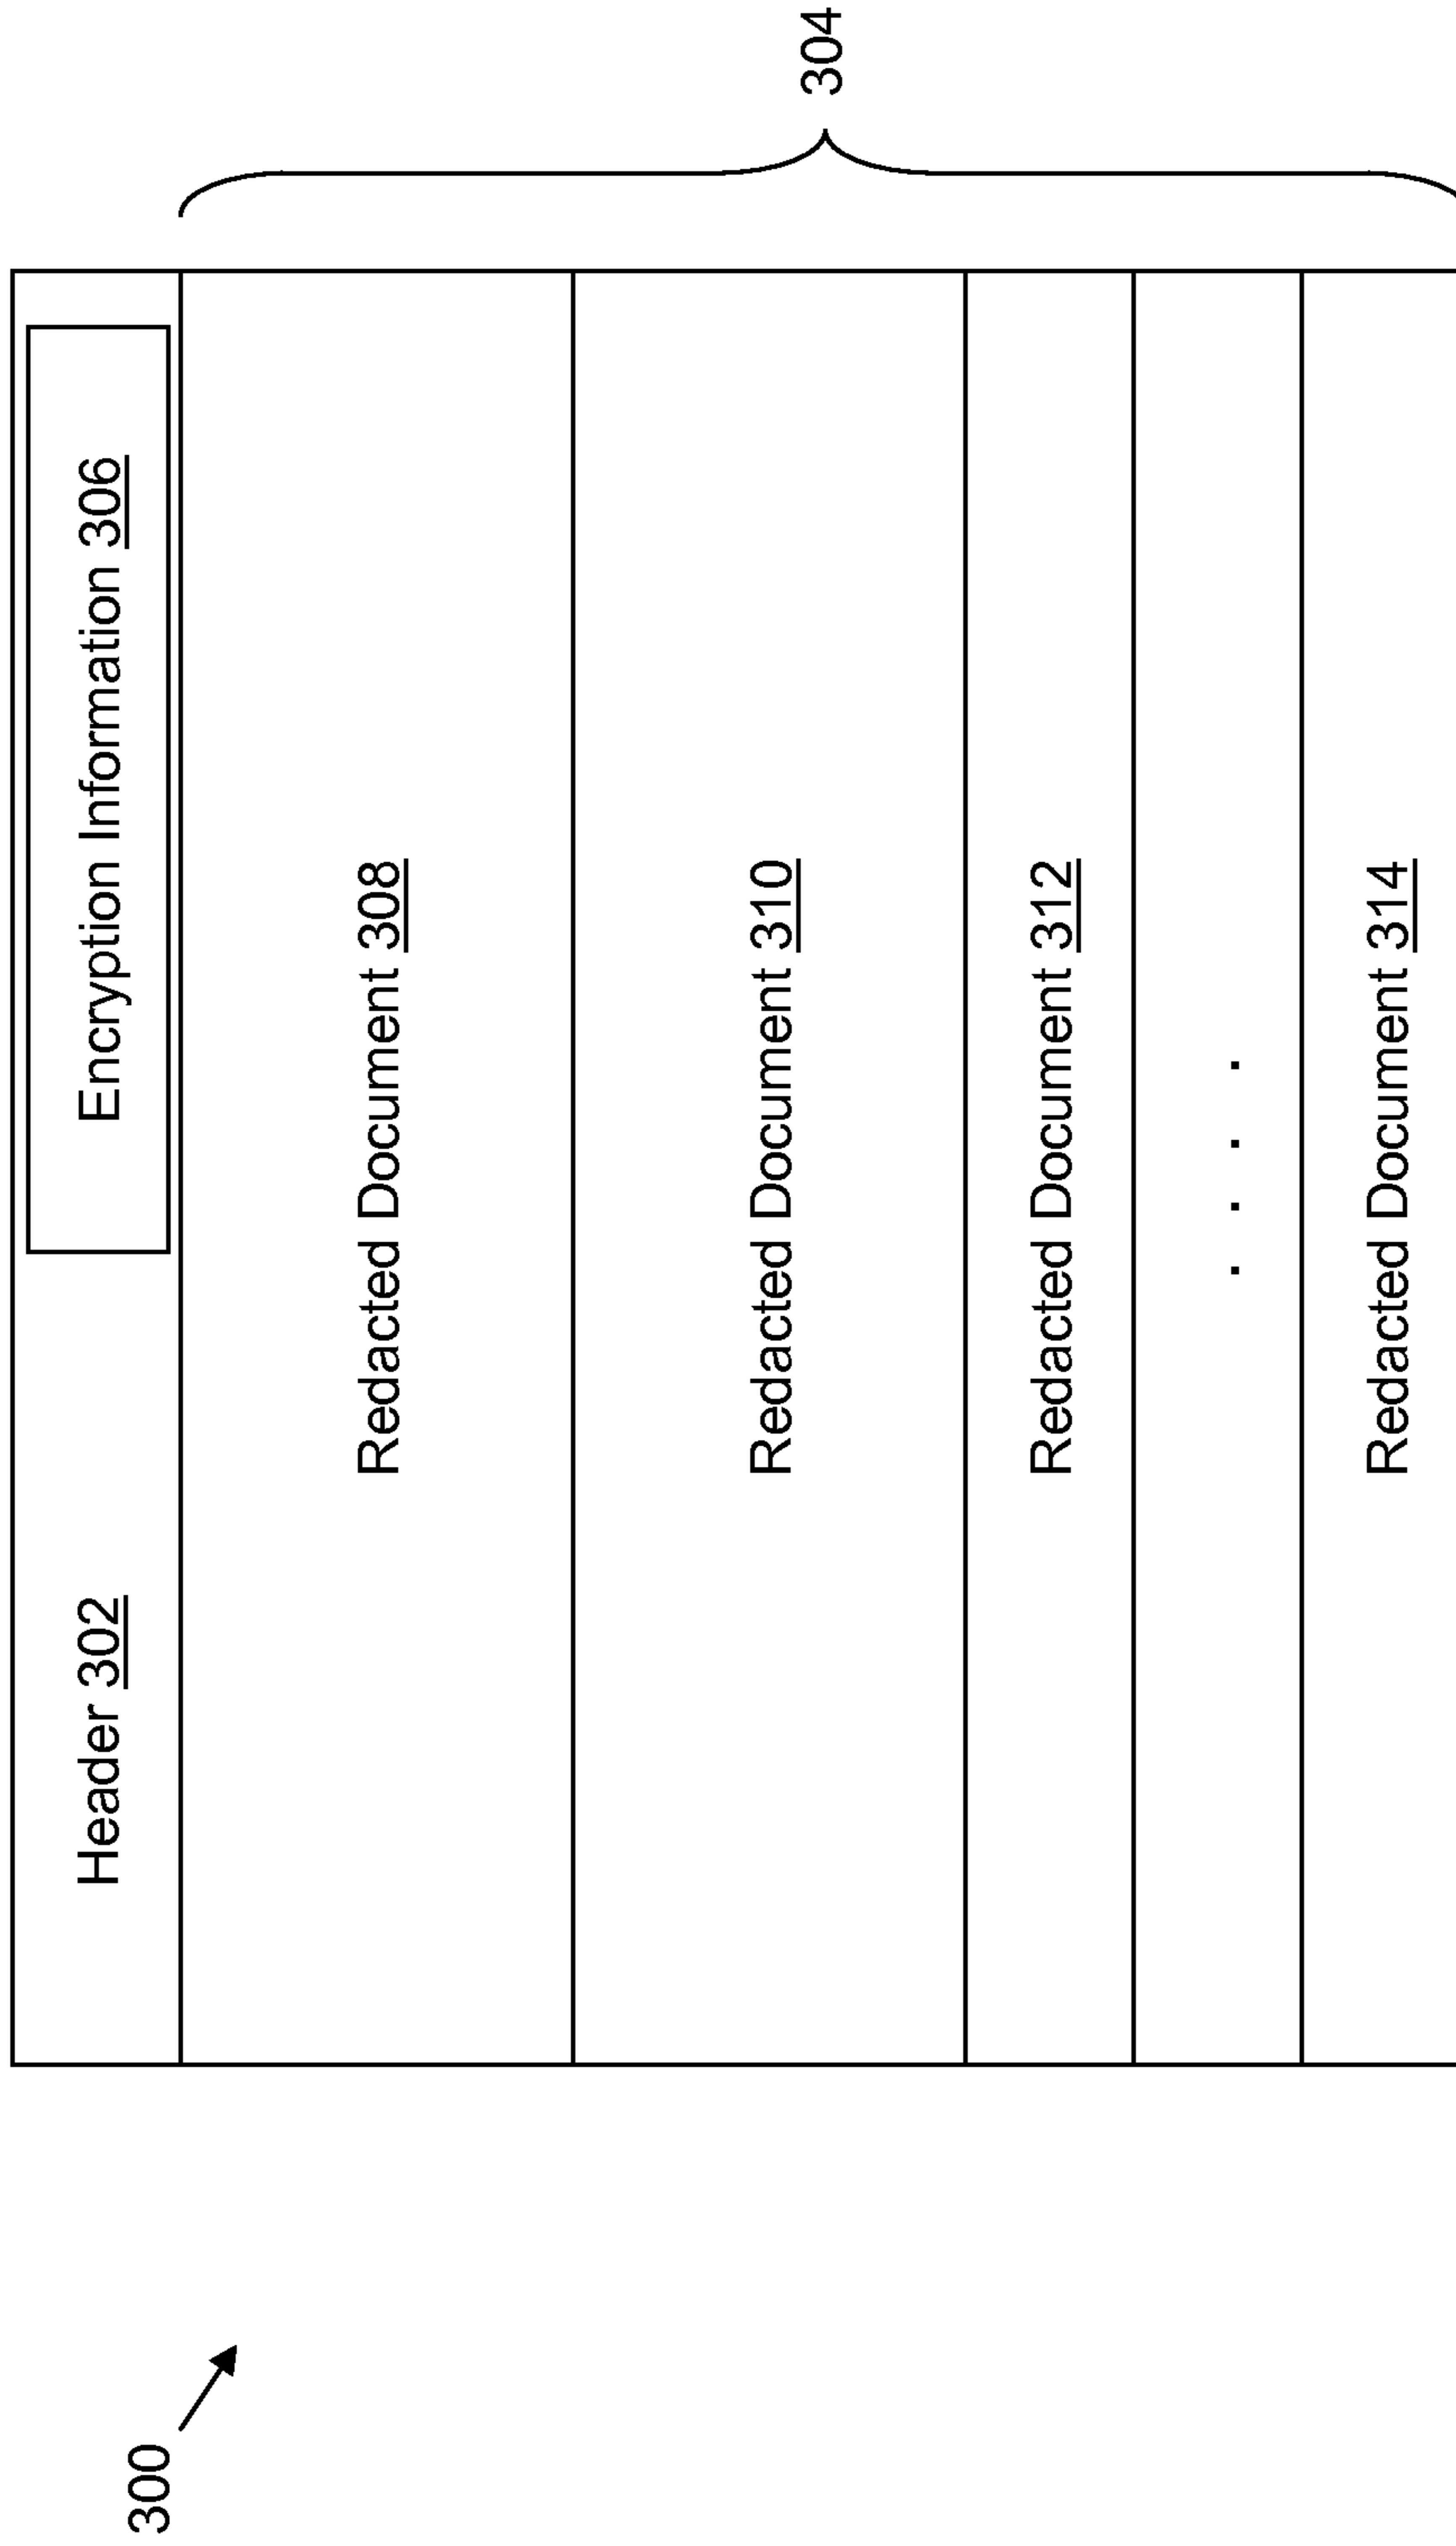 300
Header 302
Encryption Information 306
Redacted Document 308
304
Redacted Document 310
Redacted Document 312
. . . .
Redacted Document 314